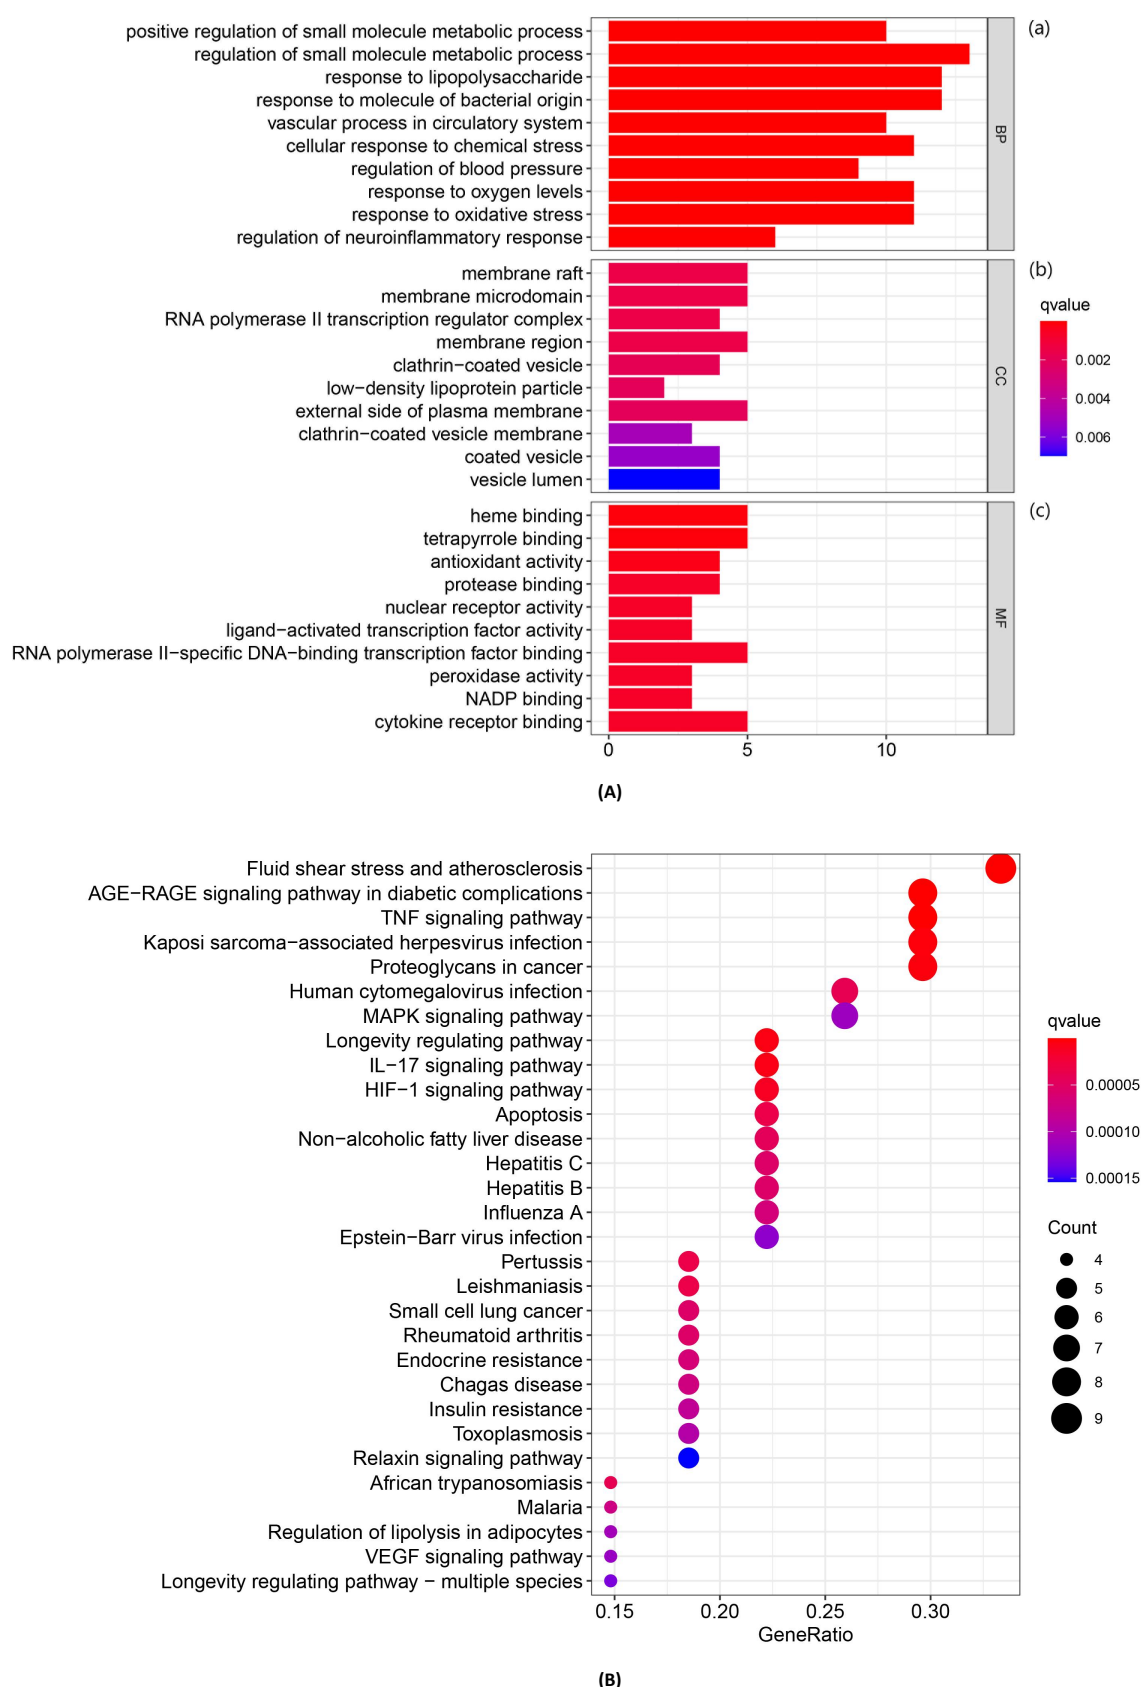 positive regulation of small molecule metabolic process
regulation of small molecule metabolic process
response to lipopolysaccharide
response to molecule of bacterial origin
vascular process in circulatory system
cellular response to chemical stress
regulation of blood pressure
response to oxygen levels
response to oxidative stress
regulation of neuroinflammatory response
BP
(a)
membrane raft
membrane microdomain
RNA polymerase II transcription regulator complex
membrane region
clathrin−coated vesicle
low−density lipoprotein particle
external side of plasma membrane
clathrin−coated vesicle membrane
coated vesicle
vesicle lumen
CC
(b)
qvalue
0.002
0.004
0.006
heme binding
tetrapyrrole binding
antioxidant activity
protease binding
nuclear receptor activity
ligand−activated transcription factor activity
RNA polymerase II−specific DNA−binding transcription factor binding
peroxidase activity
NADP binding
cytokine receptor binding
MF
(c)
0 5 10
(A)
Fluid shear stress and atherosclerosis
AGE−RAGE signaling pathway in diabetic complications
TNF signaling pathway
Kaposi sarcoma−associated herpesvirus infection
Proteoglycans in cancer
Human cytomegalovirus infection
MAPK signaling pathway
Longevity regulating pathway
IL−17 signaling pathway
HIF−1 signaling pathway
Apoptosis
Non−alcoholic fatty liver disease
Hepatitis C
Hepatitis B
Influenza A
Epstein−Barr virus infection
Pertussis
Leishmaniasis
Small cell lung cancer
Rheumatoid arthritis
Endocrine resistance
Chagas disease
Insulin resistance
Toxoplasmosis
Relaxin signaling pathway
African trypanosomiasis
Malaria
Regulation of lipolysis in adipocytes
VEGF signaling pathway
Longevity regulating pathway − multiple species
0.15 0.20 0.25 0.30
GeneRatio
qvalue
0.00005
0.00010
0.00015
Count
4
5
6
7
8
9
(B)